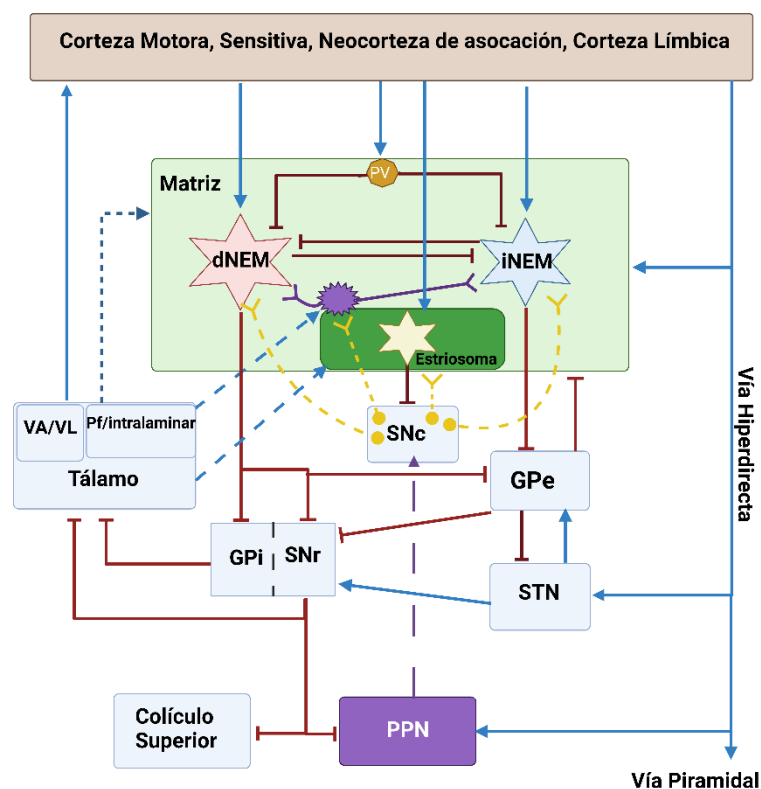 Corteza Motora, Sensitiva, Neocorteza de asocación, Corteza Límbica
PV
Matriz
dNEM
iNEM
Estriosoma
VA/VL
Pf/intralaminar
Tálamo
SNc
GPe
GPi
SNr
STN
Vía Hiperdirecta
Colículo
Superior
PPN
Vía Piramidal